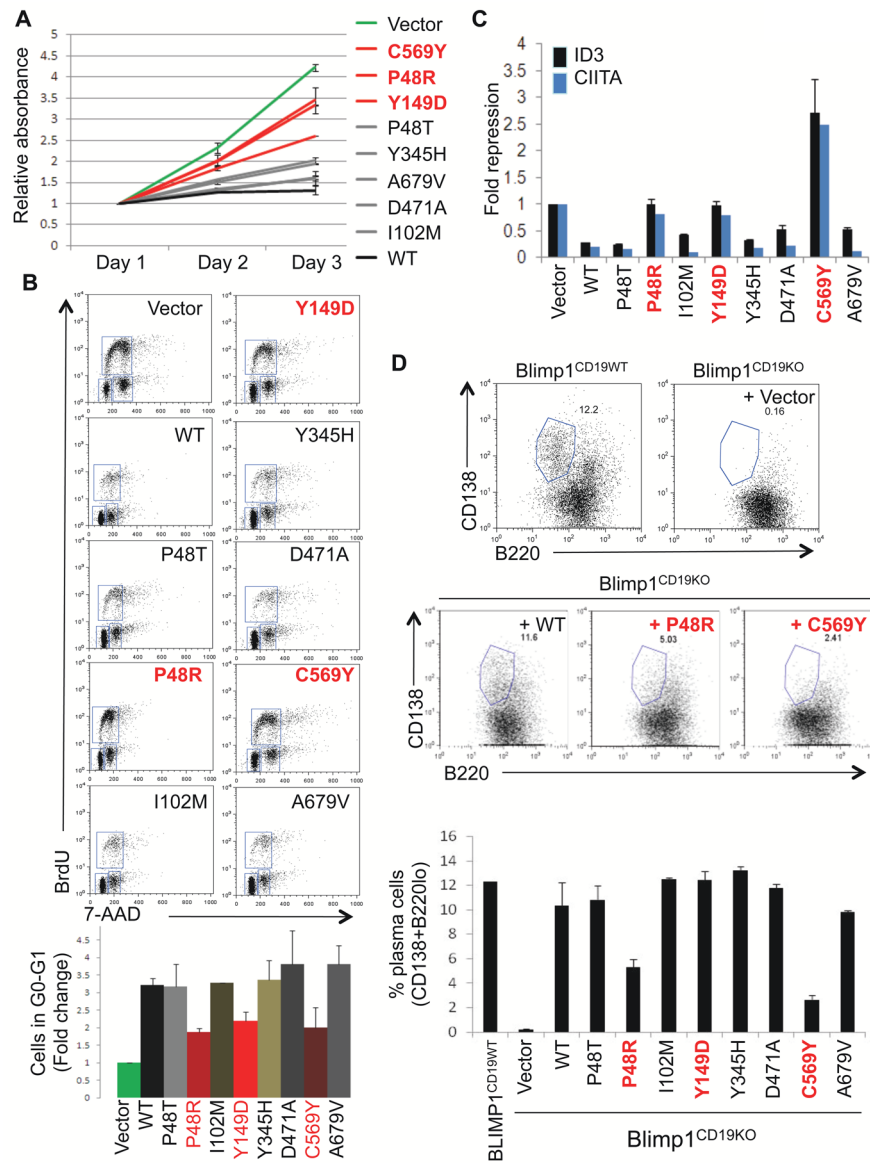 A
Relative absorbance
5
4.5
4
3.5
3
2.5
2
1.5
1
0.5
0
Day 1 Day 2 Day 3
Vector
C569Y
P48R
Y149D
P48T
Y345H
A679V
D471A
I102M
WT
B
Vector
Y149D
WT
Y345H
P48T
D471A
P48R
C569Y
I102M
A679V
BrdU
7-AAD
Cells in G0-G1
(Fold change)
4.5
4
3.5
3
2.5
2
1.5
1
Vector WT P48T P48R I102M Y149D Y345H D471A C569Y A679V
C
Fold repression
4
3.5
3
2.5
2
1.5
1
0.5
0
ID3
CIITA
Vector WT P48T P48R I102M Y149D Y345H D471A C569Y A679V
D
Blimp1CD19WT Blimp1CD19KO
12.2
+ Vector
0.16
CD138
B220
Blimp1CD19KO
+ WT
11.6
+ P48R
5.03
+ C569Y
2.41
CD138
B220
% plasma cells
(CD138+B220lo)
16
14
12
10
8
6
4
2
0
BLIMP1CD19WT Vector WT P48T P48R I102M Y149D Y345H D471A C569Y A679V
Blimp1CD19KO